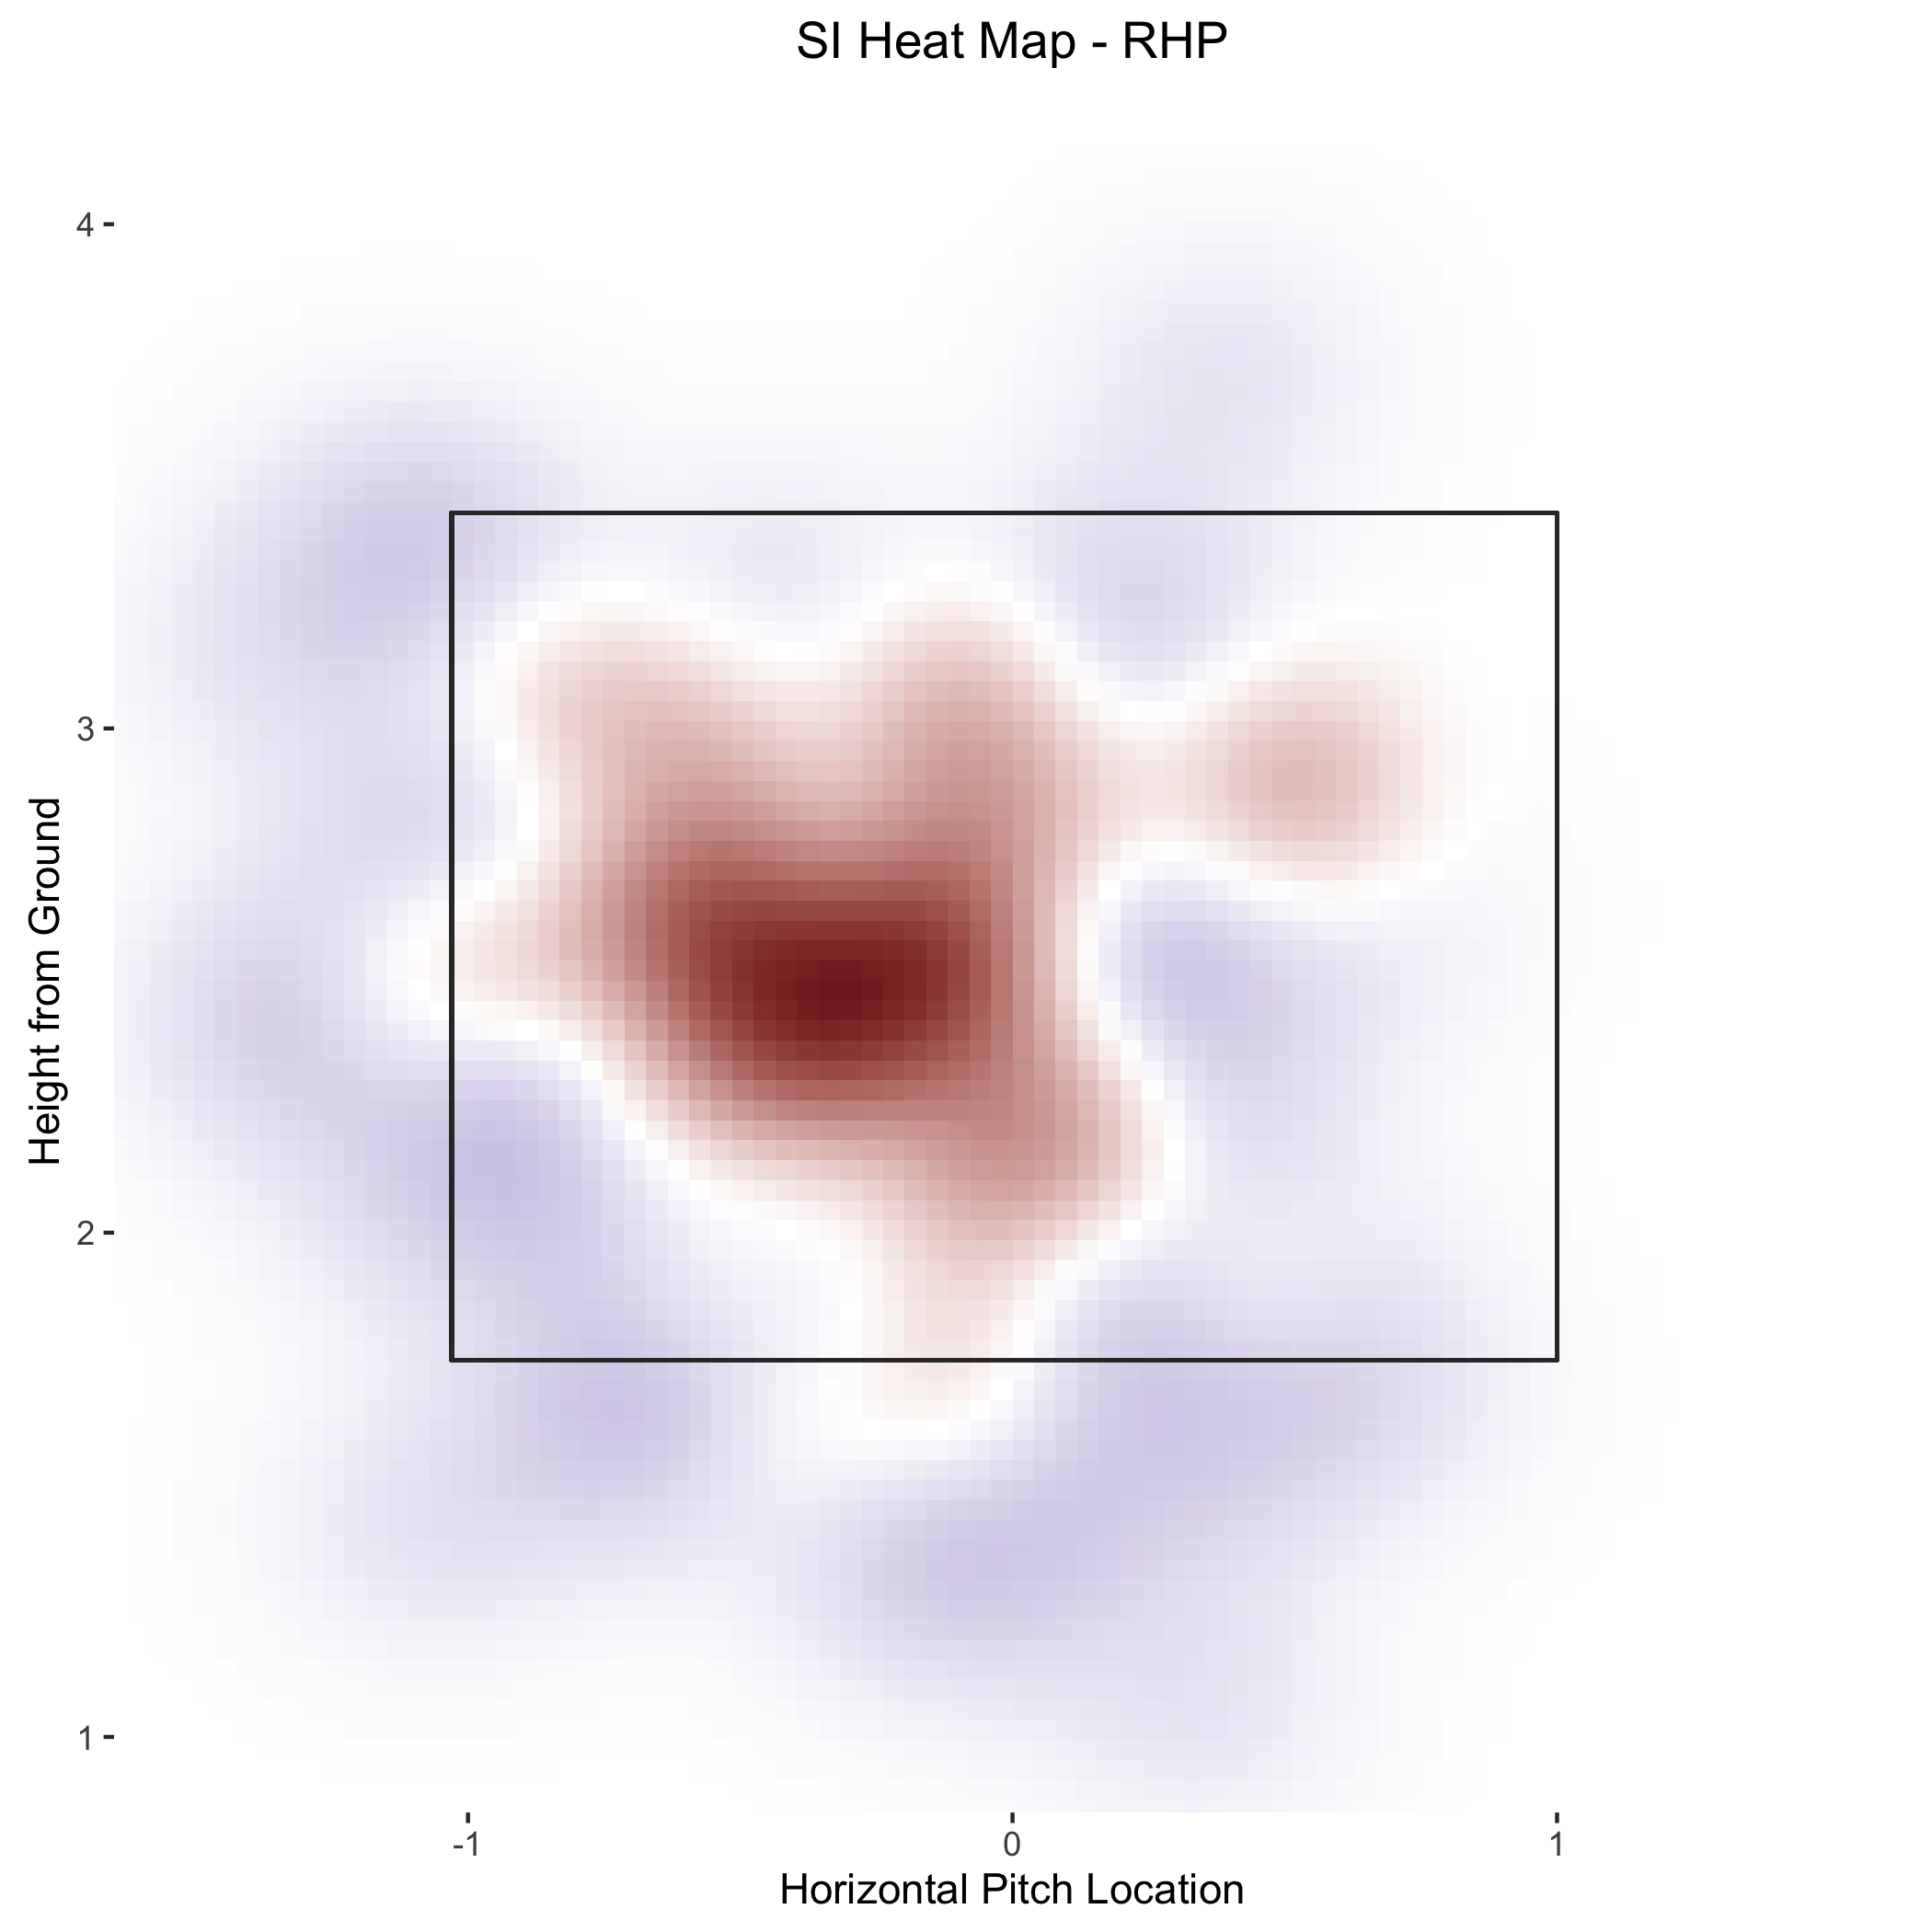 SI Heat Map - RHP
4
3
2
1
Height from Ground
-1 0 1
Horizontal Pitch Location